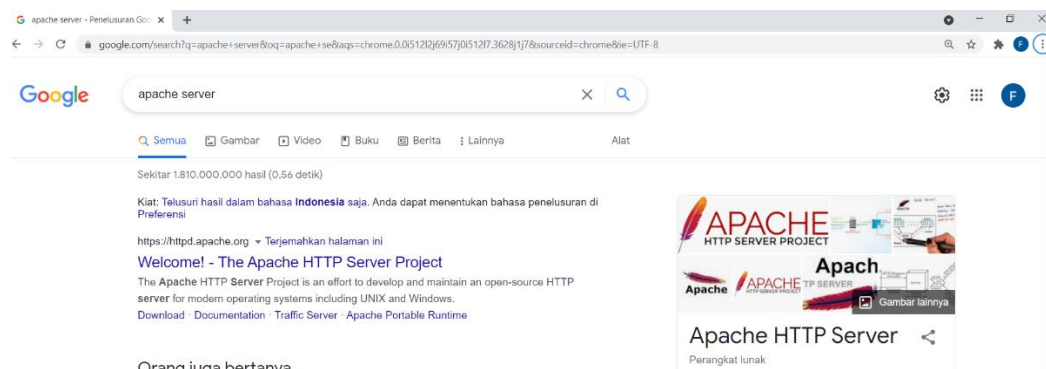 apache server - Penelusuran Goo
google.com/search?q=apache+server&oq=apache+se&aqs=chrome.0.0i512l2j69i57j0i512l7.3628j1j7&sourceid=chrome&ie=UTF-8
F
Google
apache server
F
Semua Gambar Video Buku Berita Lainnya Alat
Sekitar 1.810.000.000 hasil (0,56 detik)
Kiat: Telusuri hasil dalam bahasa Indonesia saja. Anda dapat menentukan bahasa penelusuran di
Preferensi
https://httpd.apache.org Terjemahkan halaman ini
Welcome! - The Apache HTTP Server Project
The Apache HTTP Server Project is an effort to develop and maintain an open-source HTTP
server for modern operating systems including UNIX and Windows.
Download · Documentation · Traffic Server · Apache Portable Runtime
Orang juga bertanya
APACHE
HTTP SERVER PROJECT
Apache
APACHE
Apach
TP SERVER
Gambar lainnya
Apache HTTP Server
Perangkat lunak